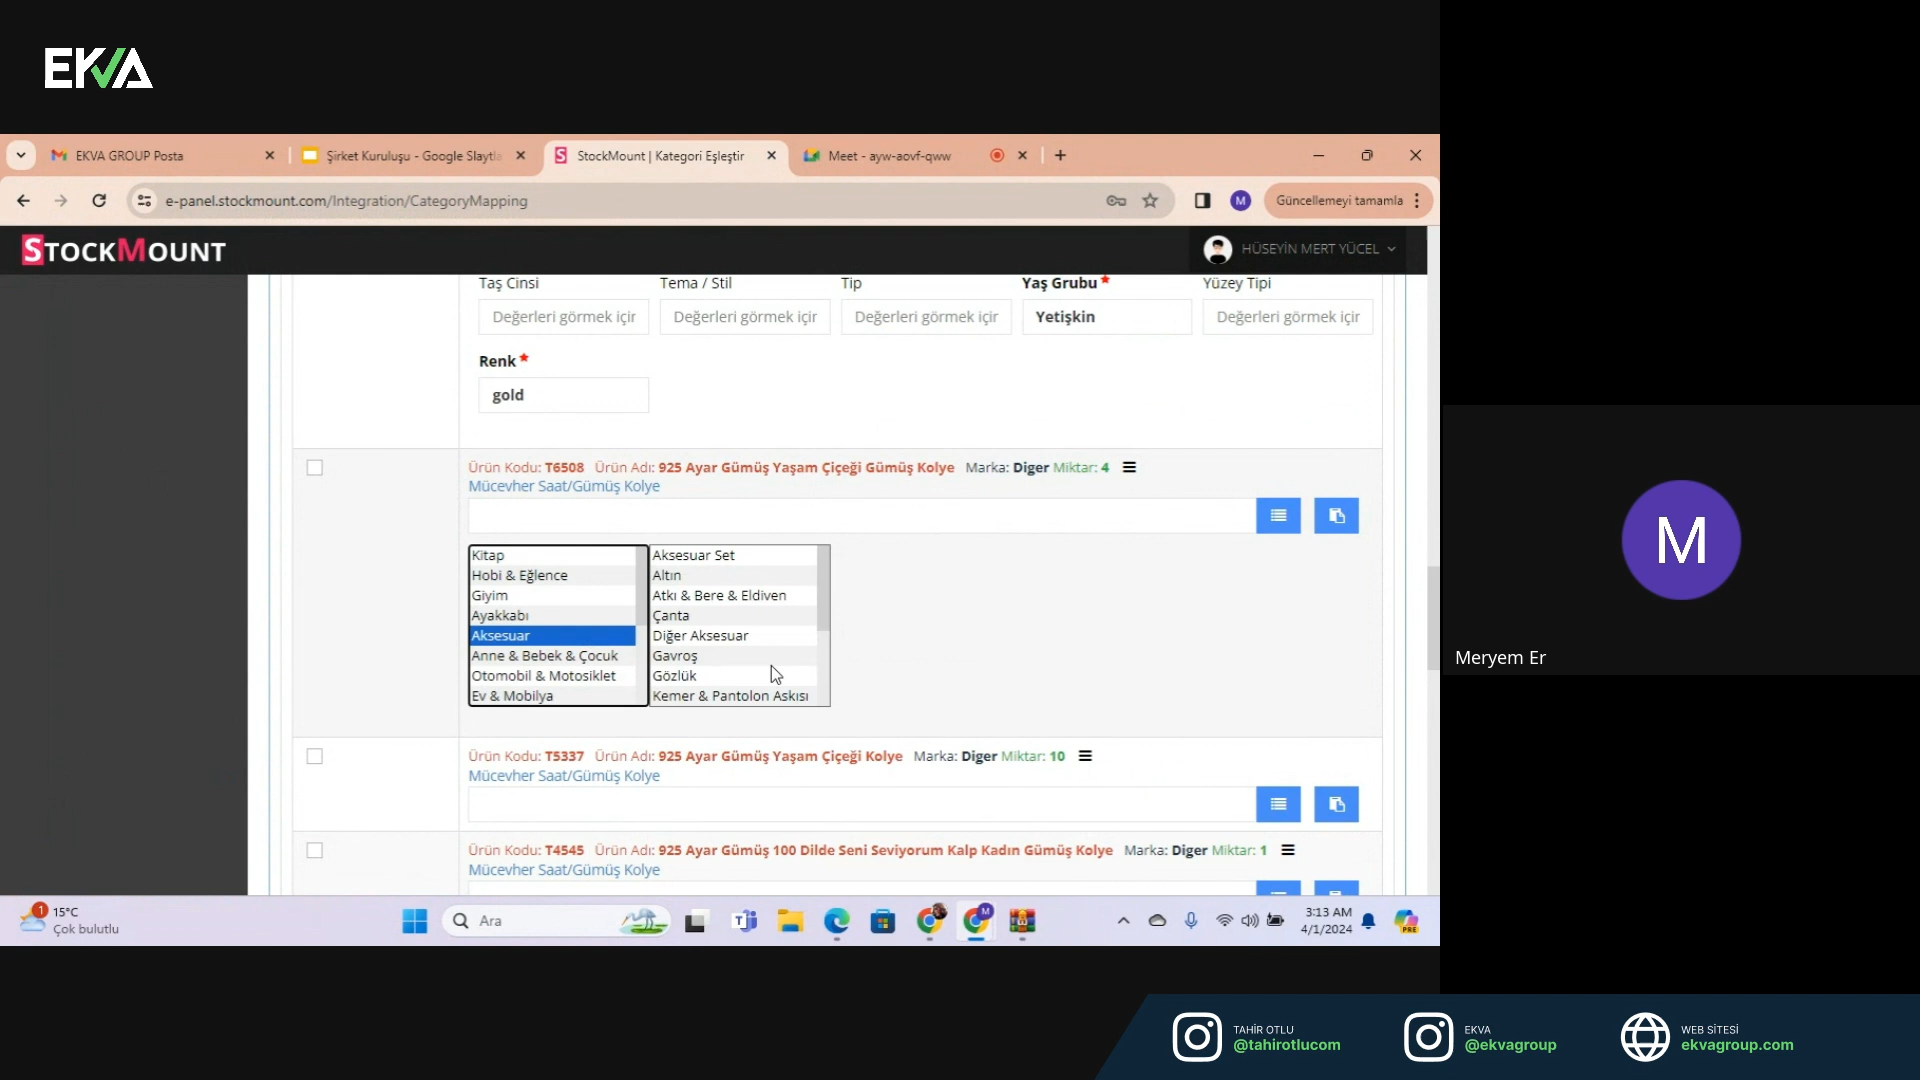 EKVA
EKVA GROUP Posta
Şirket Kuruluşu - Google Slaytla
StockMount | Kategori Eşleştir
Meet - ayw-aovf-qww
e-panel.stockmount.com/Integration/CategoryMapping
M
Güncellemeyi tamamla
STOCKMOUNT
HÜSEYİN MERT YÜCEL
Taş Cinsi
Tema / Stil
Tip
Yaş Grubu *
Yüzey Tipi
Değerleri görmek için
Değerleri görmek için
Değerleri görmek için
Yetişkin
Değerleri görmek için
Renk *
gold
Ürün Kodu: T6508 Ürün Adı: 925 Ayar Gümüş Yaşam Çiçeği Gümüş Kolye Marka: Diger Miktar: 4
Mücevher Saat/Gümüş Kolye
Kitap
Hobi & Eğlence
Giyim
Ayakkabı
Aksesuar
Anne & Bebek & Çocuk
Otomobil & Motosiklet
Ev & Mobilya
Aksesuar Set
Altın
Atkı & Bere & Eldiven
Çanta
Diğer Aksesuar
Gavroş
Gözlük
Kemer & Pantolon Askısı
Ürün Kodu: T5337 Ürün Adı: 925 Ayar Gümüş Yaşam Çiçeği Kolye Marka: Diger Miktar: 10
Mücevher Saat/Gümüş Kolye
Ürün Kodu: T4545 Ürün Adı: 925 Ayar Gümüş 100 Dilde Seni Seviyorum Kalp Kadın Gümüş Kolye Marka: Diger Miktar: 1
Mücevher Saat/Gümüş Kolye
1
15°C
Çok bulutlu
Ara
M
PRE
3:13 AM
4/1/2024
M
Meryem Er
TAHİR OTLU
@tahirotlucom
EKVA
@ekvagroup
WEB SİTESİ
ekvagroup.com